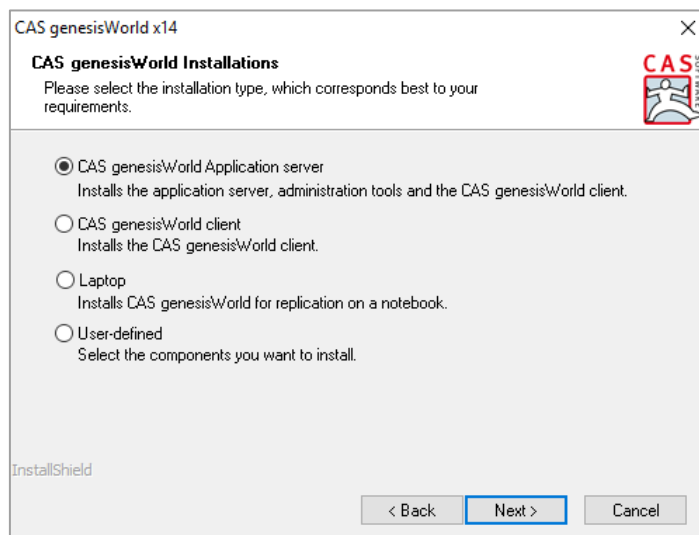 CAS genesisWorld x14
CAS genesisWorld Installations
Please select the installation type, which corresponds best to your
requirements.
CAS
SOFTWARE
CAS genesisWorld Application server
Installs the application server, administration tools and the CAS genesisWorld client.
CAS genesisWorld client
Installs the CAS genesisWorld client.
Laptop
Installs CAS genesisWorld for replication on a notebook.
User-defined
Select the components you want to install.
InstallShield
< Back
Next >
Cancel